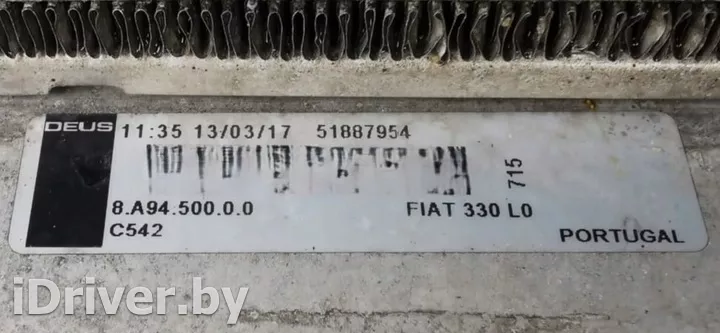 DEUS 11:35 13/03/17 51887954
715
8.A94.500.0.0 FIAT 330 L0
C542
PORTUGAL
iDriver.by